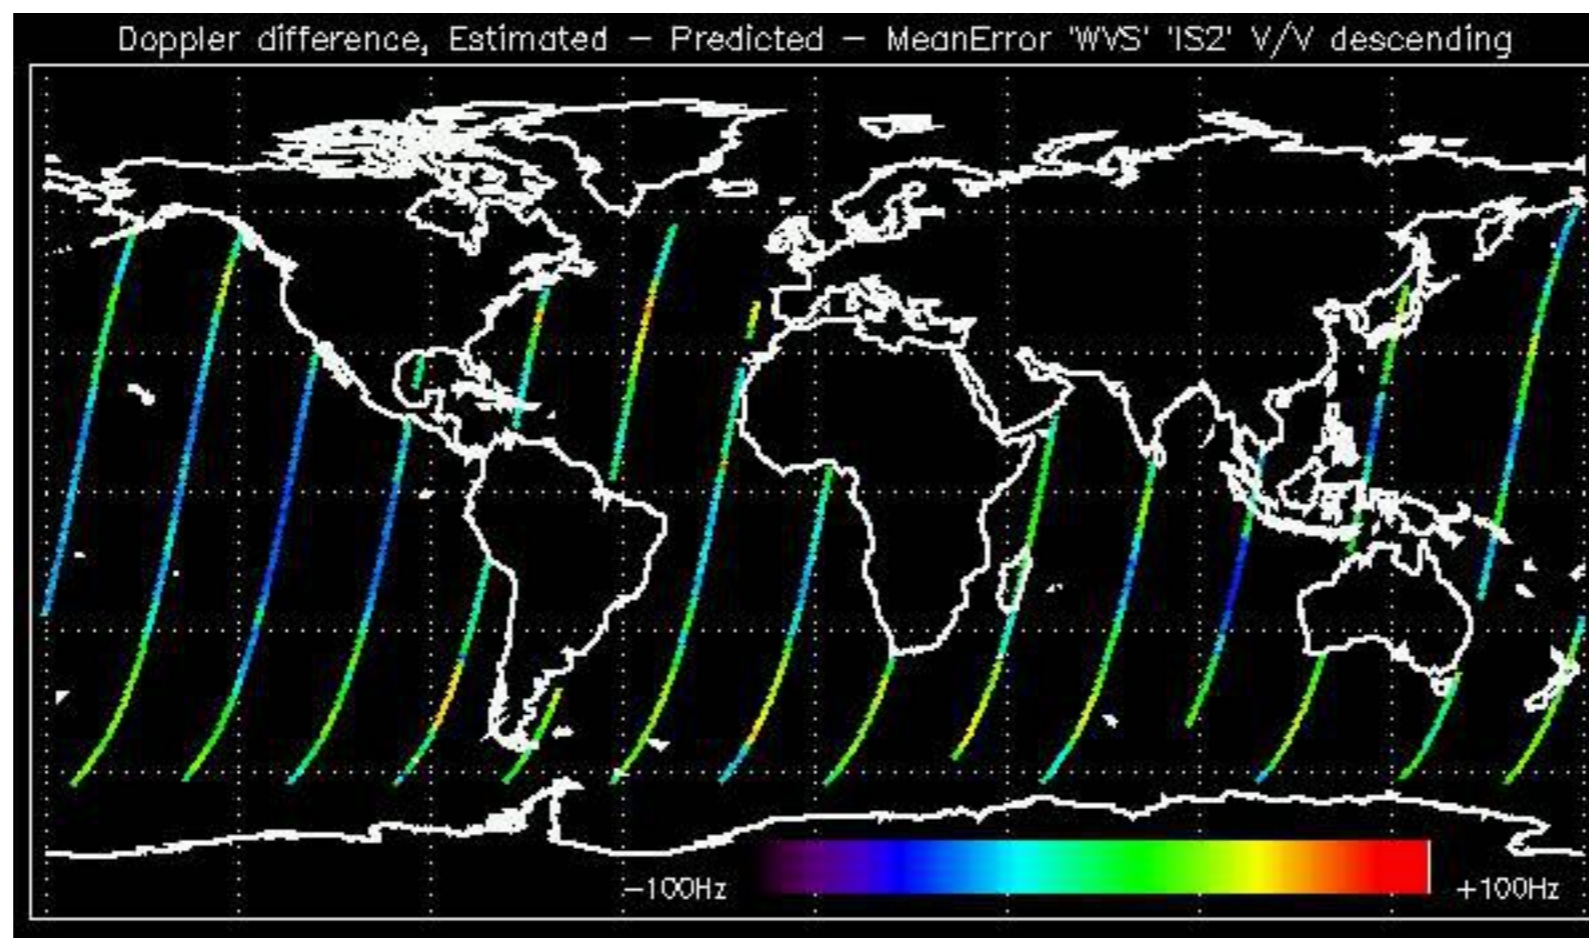 Doppler difference, Estimated – Predicted – MeanError 'WVS' 'IS2' V/V descending
-100Hz
+100Hz